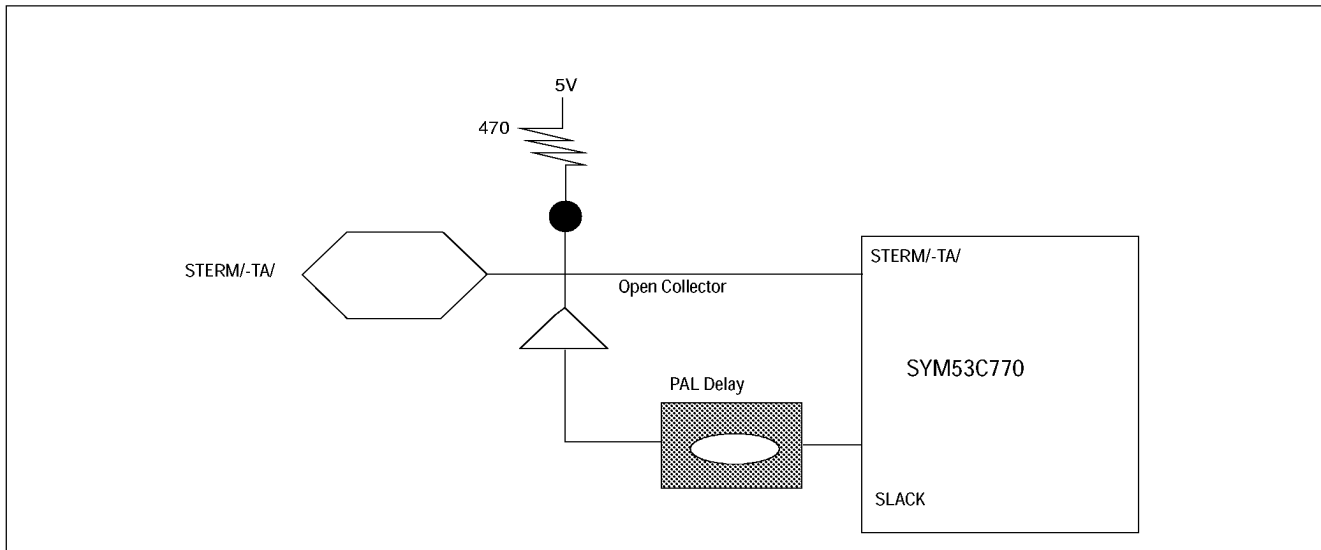 5V
470
STERM/-TA/
STERM/-TA/
Open Collector
SYM53C770
PAL Delay
SLACK